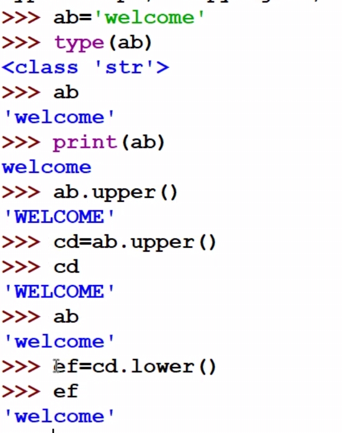 >>> ab='welcome'
>>> type(ab)
<class 'str'>
>>> ab
'welcome'
>>> print(ab)
welcome
>>> ab.upper()
'WELCOME'
>>> cd=ab.upper()
>>> cd
'WELCOME'
>>> ab
'welcome'
>>> ef=cd.lower()
>>> ef
'welcome'